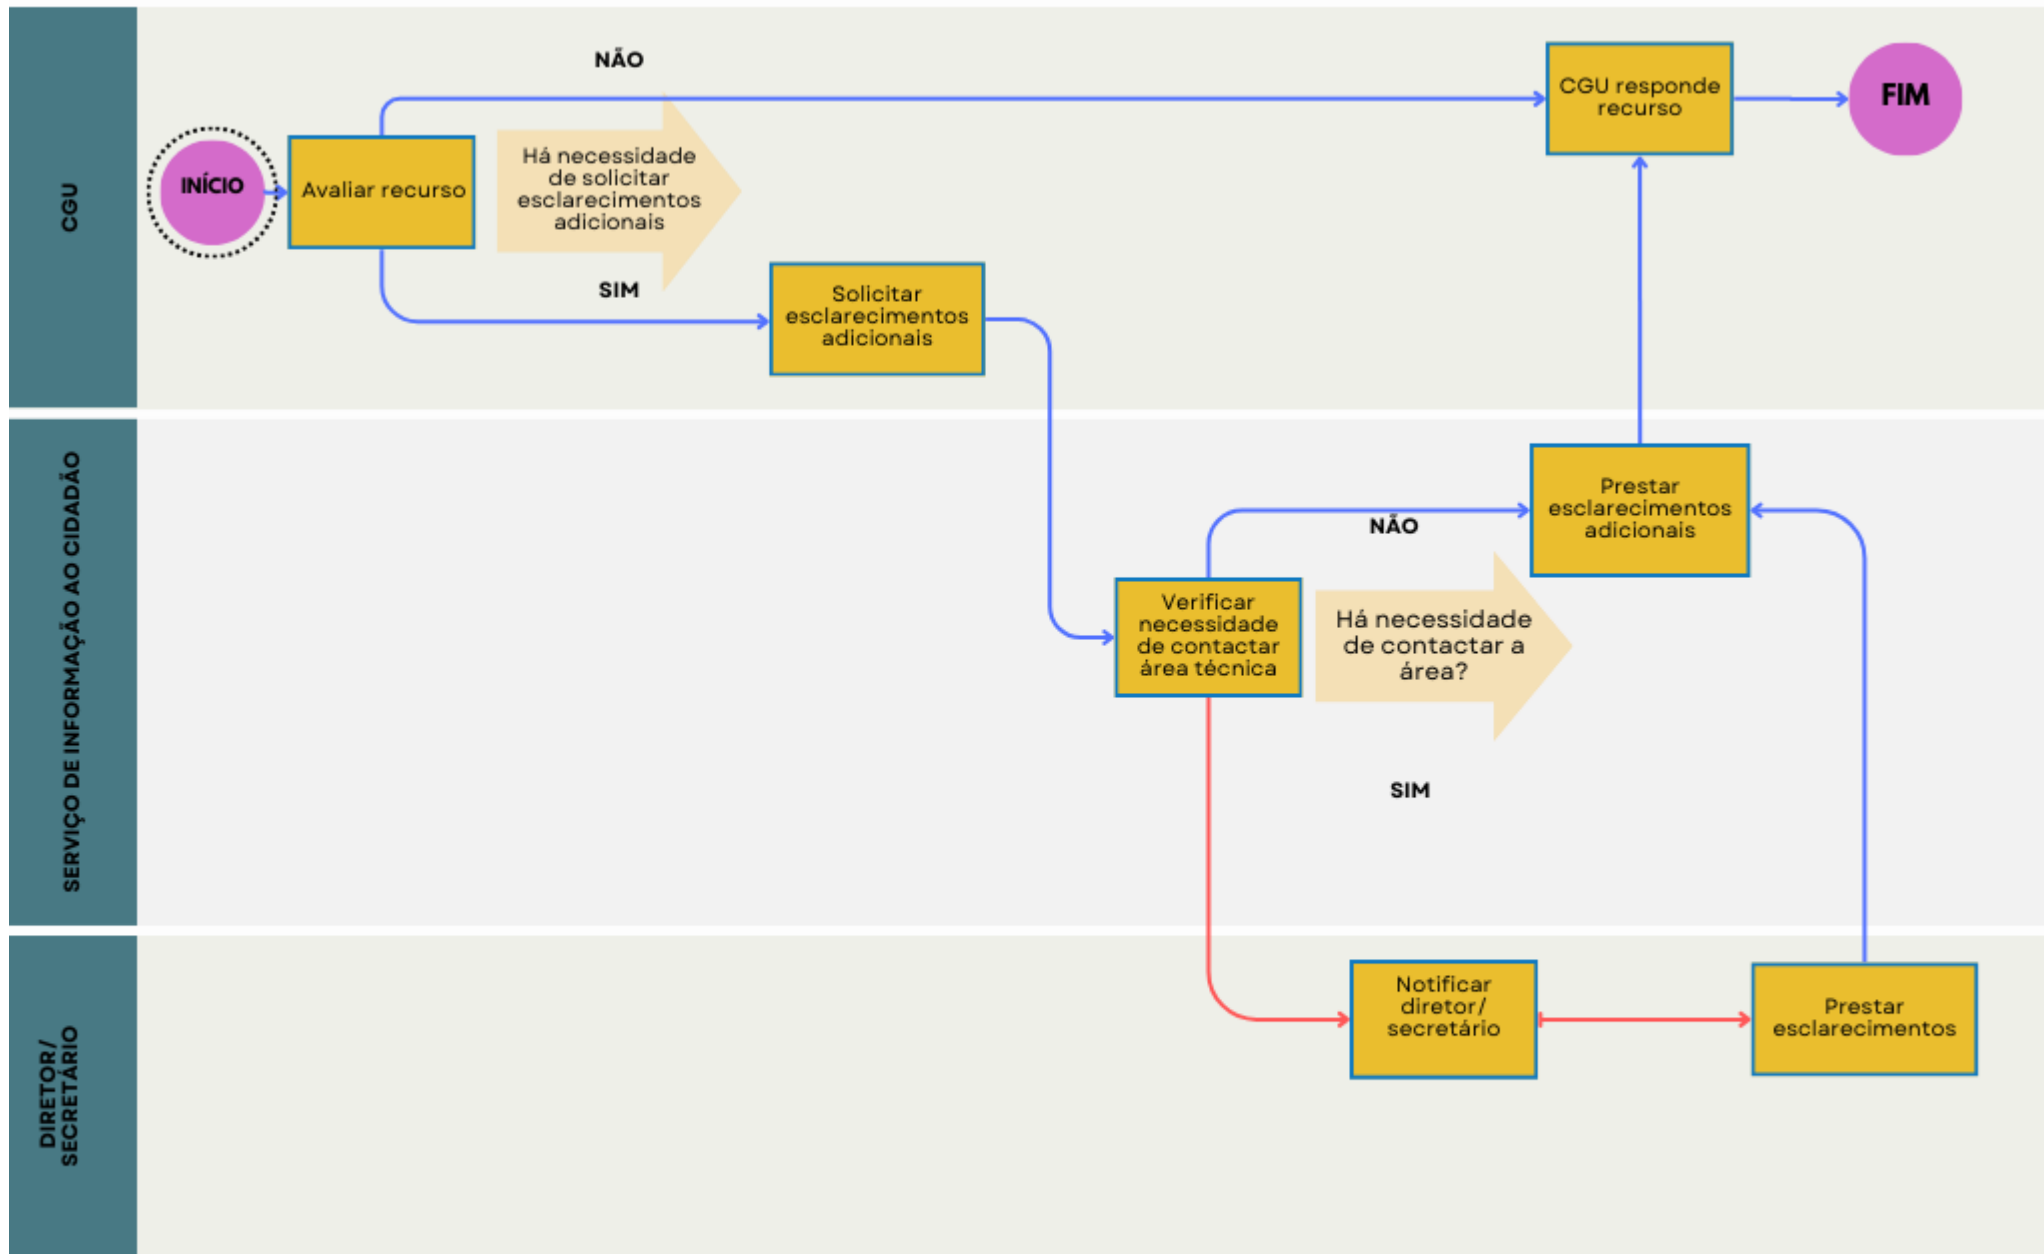 CGU
INÍCIO
Avaliar recurso
NÃO
Há necessidade
de solicitar
esclarecimentos
adicionais
SIM
Solicitar
esclarecimentos
adicionais
CGU responde
recurso
FIM
SERVIÇO DE INFORMAÇÃO AO CIDADÃO
Verificar
necessidade
de contactar
área técnica
NÃO
Há necessidade
de contactar a
área?
SIM
Prestar
esclarecimentos
adicionais
DIRETOR/
SECRETÁRIO
Notificar
diretor/
secretário
Prestar
esclarecimentos